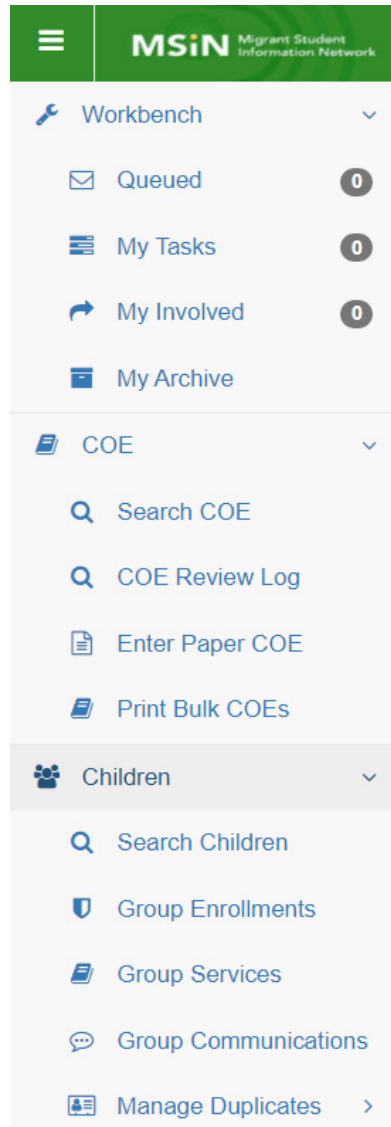 MSiN Migrant Student
Information Network
Workbench
Queued 0
My Tasks 0
My Involved 0
My Archive
COE
Search COE
COE Review Log
Enter Paper COE
Print Bulk COEs
Children
Search Children
Group Enrollments
Group Services
Group Communications
Manage Duplicates